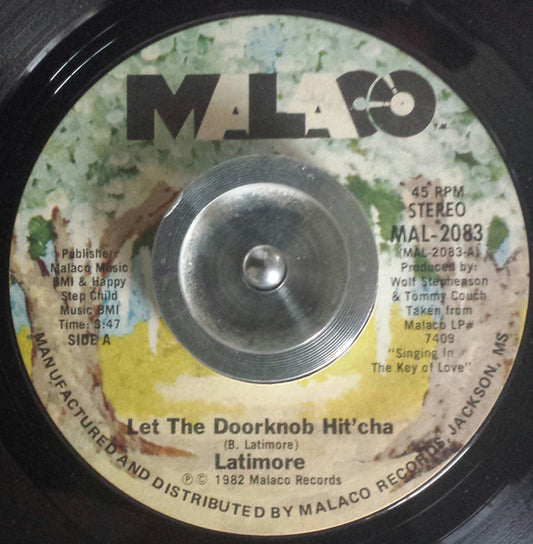 MALACO
T.M.
45 RPM
STEREO
MAL-2083
(MAL-2083-A)
Produced by:
Wolf Stephenson
& Tommy Couch
Taken from
Malaco LP#
7409
"Singing In
The Key of Love"
Publisher:
Malaco Music
BMI & Happy
Step Child
Music BMI
Time: 3:47
SIDE A
Let The Doorknob Hit'cha
(B. Latimore)
Latimore
Ⓟ© 1982 Malaco Records
MANUFACTURED AND DISTRIBUTED BY MALACO RECORDS, JACKSON, MS